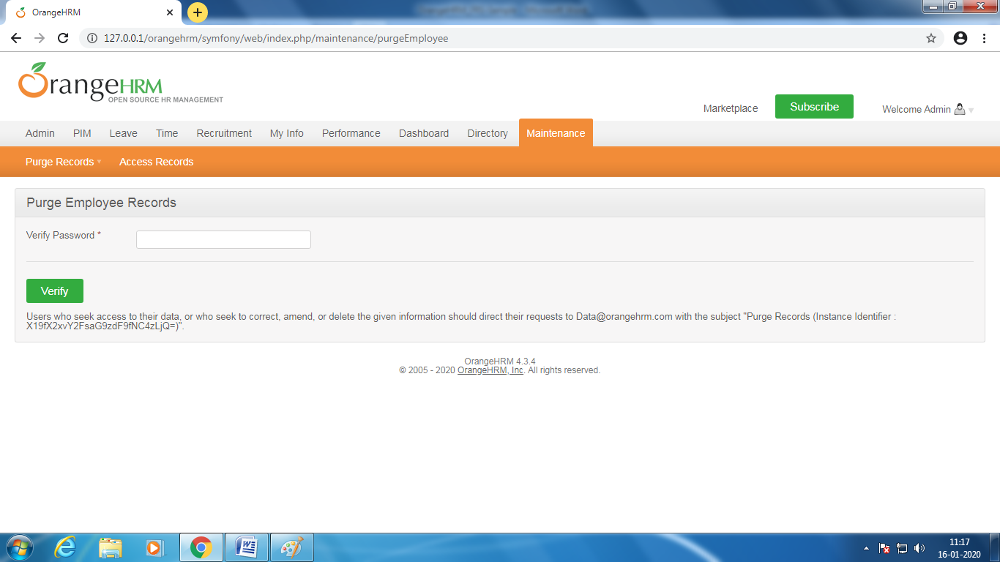 OrangeHRM
127.0.0.1/orangehrm/symfony/web/index.php/maintenance/purgeEmployee
OrangeHRM
OPEN SOURCE HR MANAGEMENT
Marketplace Subscribe Welcome Admin
Admin PIM Leave Time Recruitment My Info Performance Dashboard Directory Maintenance
Purge Records Access Records
Purge Employee Records
Verify Password *
Verify
Users who seek access to their data, or who seek to correct, amend, or delete the given information should direct their requests to Data@orangehrm.com with the subject "Purge Records (Instance Identifier :
X19fX2xvY2FsaG9zdF9fNC4zLjQ=)".
OrangeHRM 4.3.4
© 2005 - 2020 OrangeHRM, Inc. All rights reserved.
11:17
16-01-2020